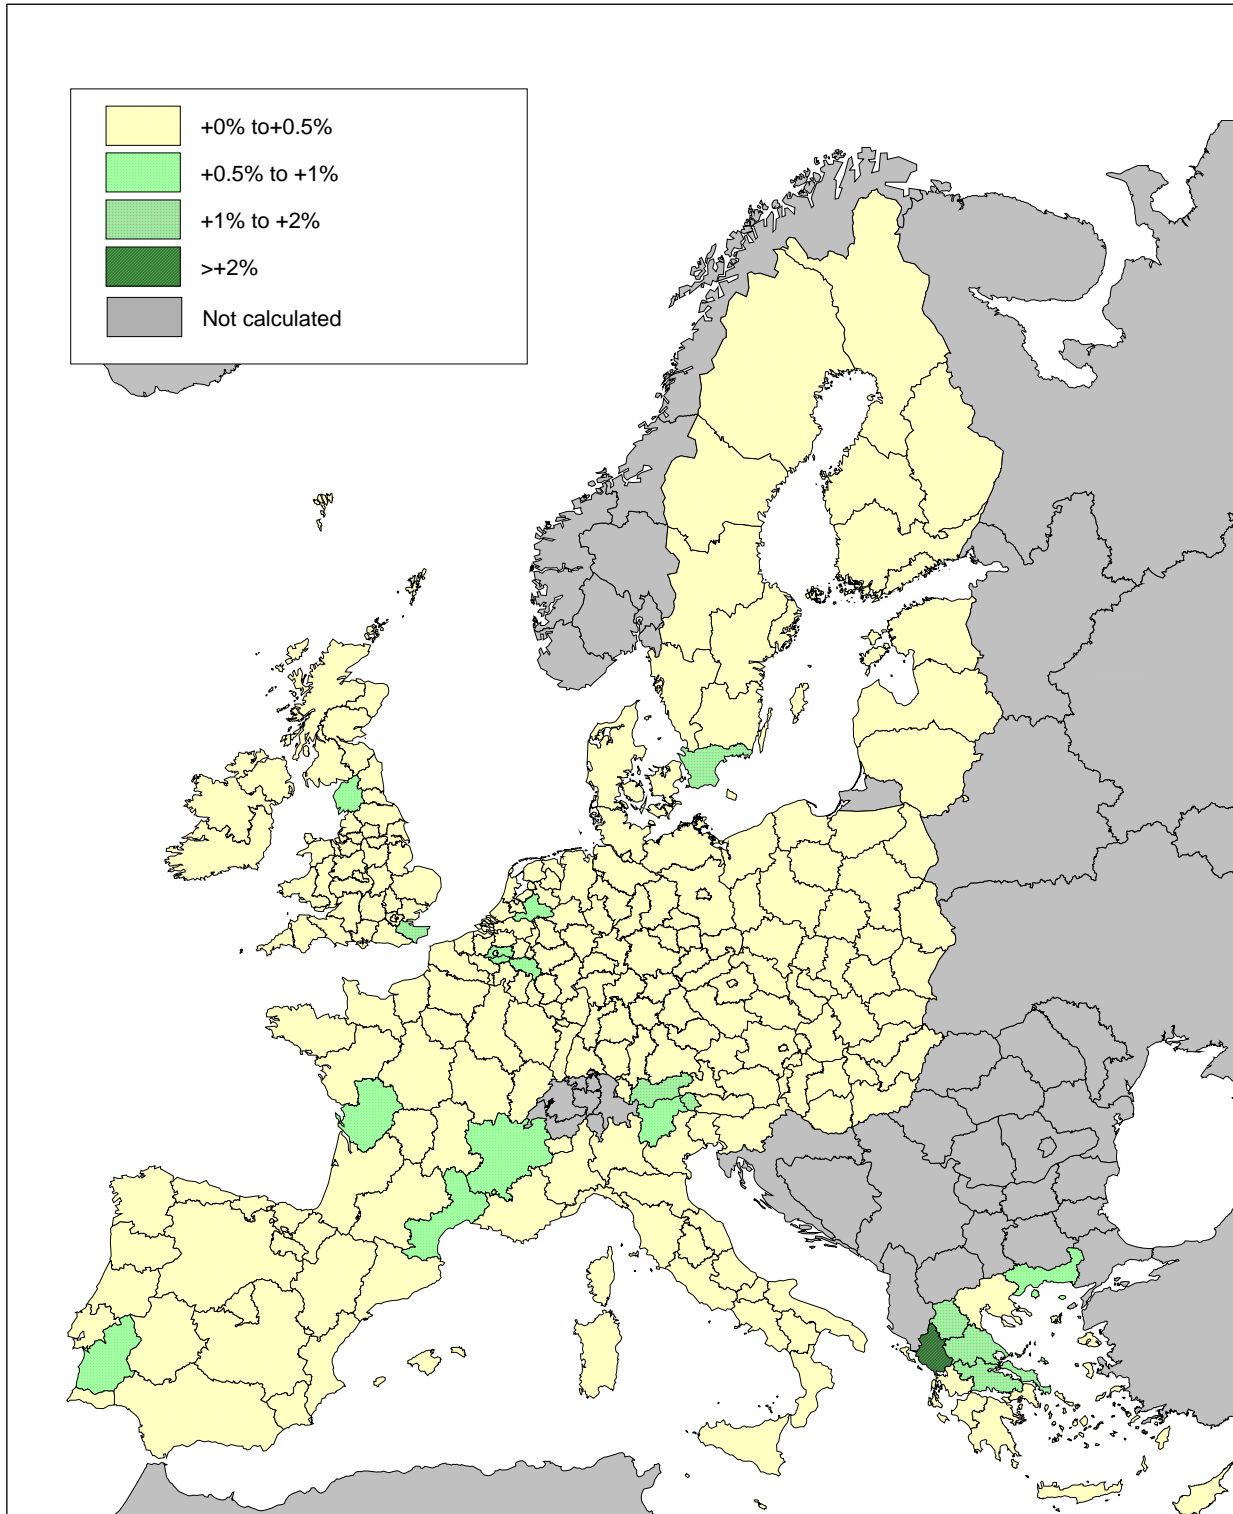 +0% to+0.5%
+0.5% to +1%
+1% to +2%
>+2%
Not calculated